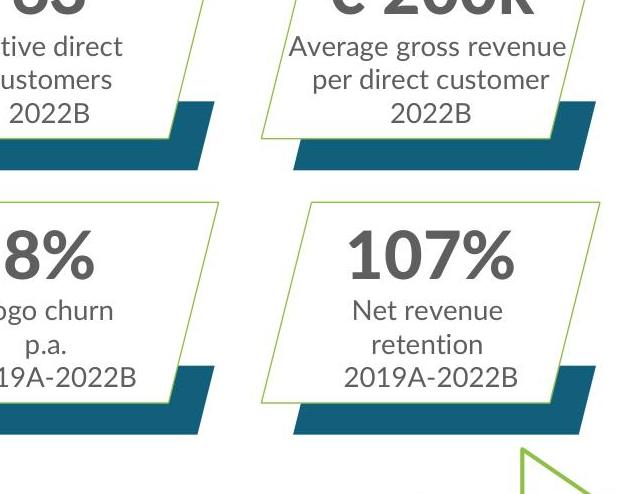 83 € 200k
tive direct Average gross revenue
ustomers per direct customer
2022B 2022B
8% 107%
ogo churn Net revenue
p.a. retention
19A-2022B 2019A-2022B